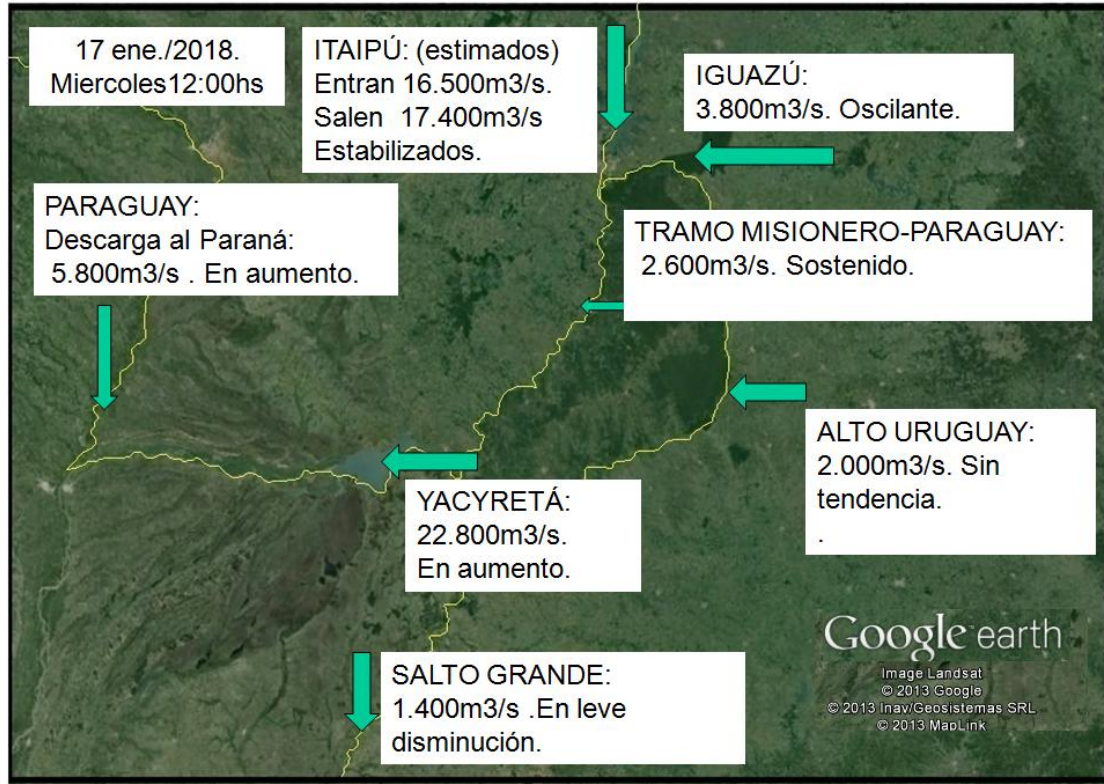 17 ene./2018.
Miercoles12:00hs
ITAIPÚ: (estimados)
Entran 16.500m3/s.
Salen 17.400m3/s
Estabilizados.
IGUAZÚ:
3.800m3/s. Oscilante.
PARAGUAY:
Descarga al Paraná:
5.800m3/s . En aumento.
TRAMO MISIONERO-PARAGUAY:
2.600m3/s. Sostenido.
ALTO URUGUAY:
2.000m3/s. Sin
tendencia.
.
YACYRETÁ:
22.800m3/s.
En aumento.
SALTO GRANDE:
1.400m3/s .En leve
disminución.
Google earth
Image Landsat
© 2013 Google
© 2013 Inav/Geosistemas SRL
© 2013 MapLink